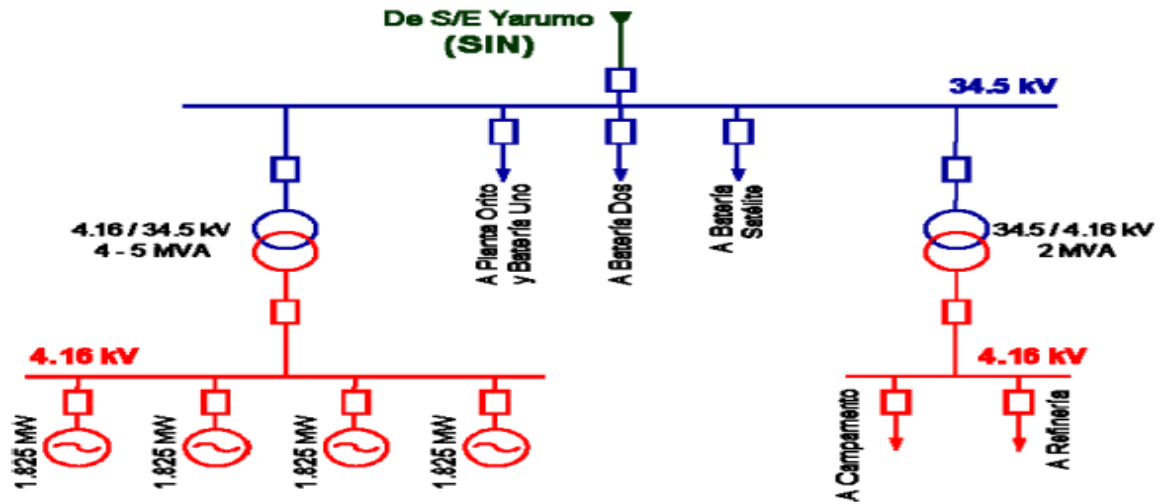 De S/E Yarumo
(SIN)
34.5 kV
4.16 / 34.5 kV
4 - 5 MVA
A Planta Orito
y Batería Uno
A Batería Dos
A Batería
Satélite
34.5 / 4.16 kV
2 MVA
4.16 kV
4.16 kV
1.825 MW
1.825 MW
1.825 MW
1.825 MW
A Campamento
A Refinería